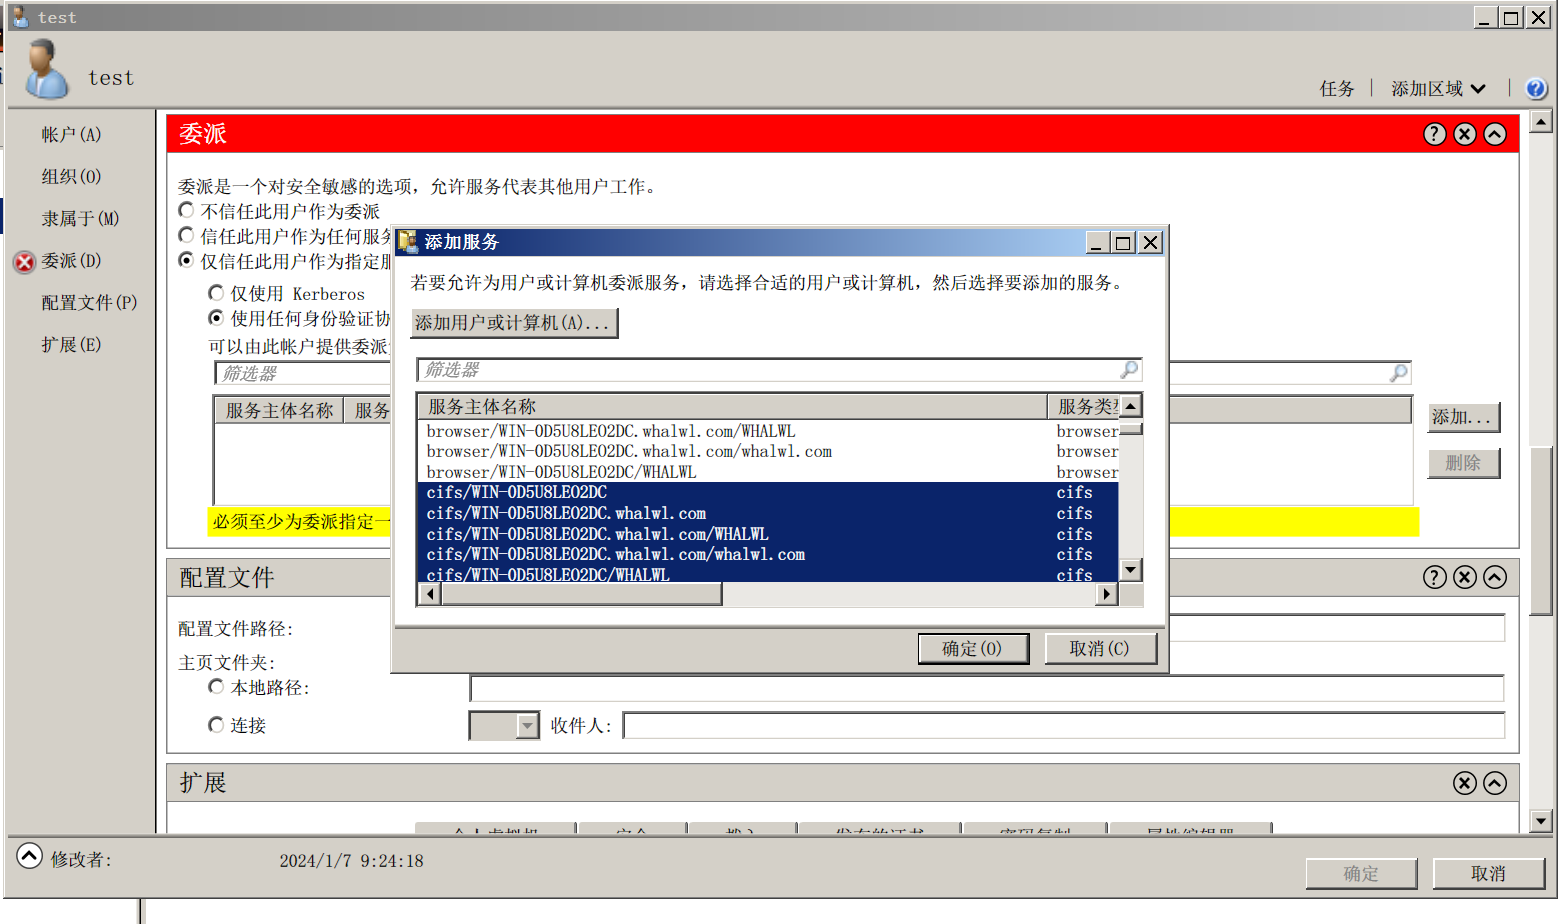 test
test
任务
添加区域
帐户(A)
组织(O)
隶属于(M)
委派(D)
配置文件(P)
扩展(E)
委派
委派是一个对安全敏感的选项，允许服务代表其他用户工作。
不信任此用户作为委派
信任此用户作为任何服务
仅信任此用户作为指定服
仅使用 Kerberos
使用任何身份验证协
可以由此帐户提供委派
筛选器
服务主体名称 服务
添加...
删除
必须至少为委派指定一
添加服务
若要允许为用户或计算机委派服务，请选择合适的用户或计算机，然后选择要添加的服务。
添加用户或计算机(A)...
筛选器
服务主体名称 服务类型
browser/WIN-0D5U8LEO2DC.whalwl.com/WHALWL browser
browser/WIN-0D5U8LEO2DC.whalwl.com/whalwl.com browser
browser/WIN-0D5U8LEO2DC/WHALWL browser
cifs/WIN-0D5U8LEO2DC cifs
cifs/WIN-0D5U8LEO2DC.whalwl.com cifs
cifs/WIN-0D5U8LEO2DC.whalwl.com/WHALWL cifs
cifs/WIN-0D5U8LEO2DC.whalwl.com/whalwl.com cifs
cifs/WIN-0D5U8LEO2DC/WHALWL cifs
确定(O)
取消(C)
配置文件
配置文件路径:
主页文件夹:
本地路径:
连接
收件人:
扩展
修改者:
2024/1/7 9:24:18
确定
取消